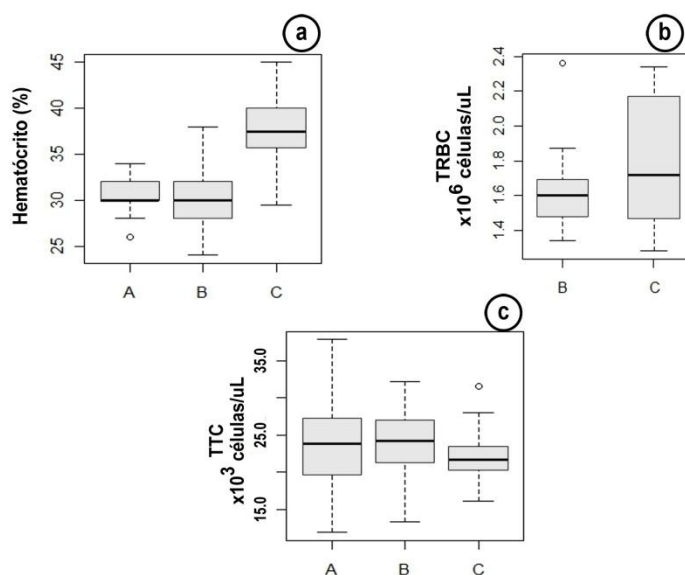 a
Hematócrito (%)
45
40
35
30
25
A B C
b
TRBC
x10⁶ células/uL
2.4
2.2
2.0
1.8
1.6
1.4
B C
c
TTC
x10³ células/uL
35.0
25.0
15.0
A B C